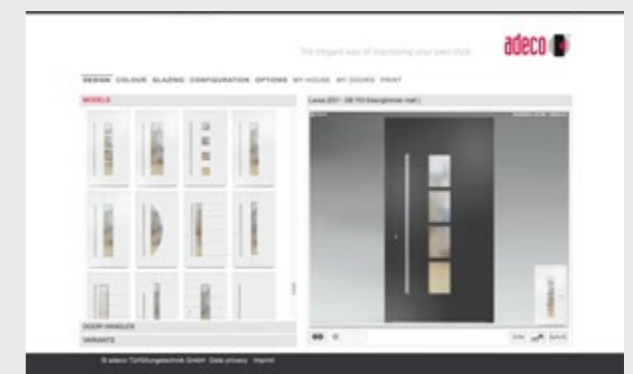 adeco
The elegant way of expressing your own style.
DESIGN COLOUR GLAZING CONFIGURATION OPTIONS MY HOUSE MY DOORS PRINT
MODELS
DOOR HANDLES
VARIANTS
SAVE
© adeco Türfüllungstechnik GmbH Data privacy Imprint